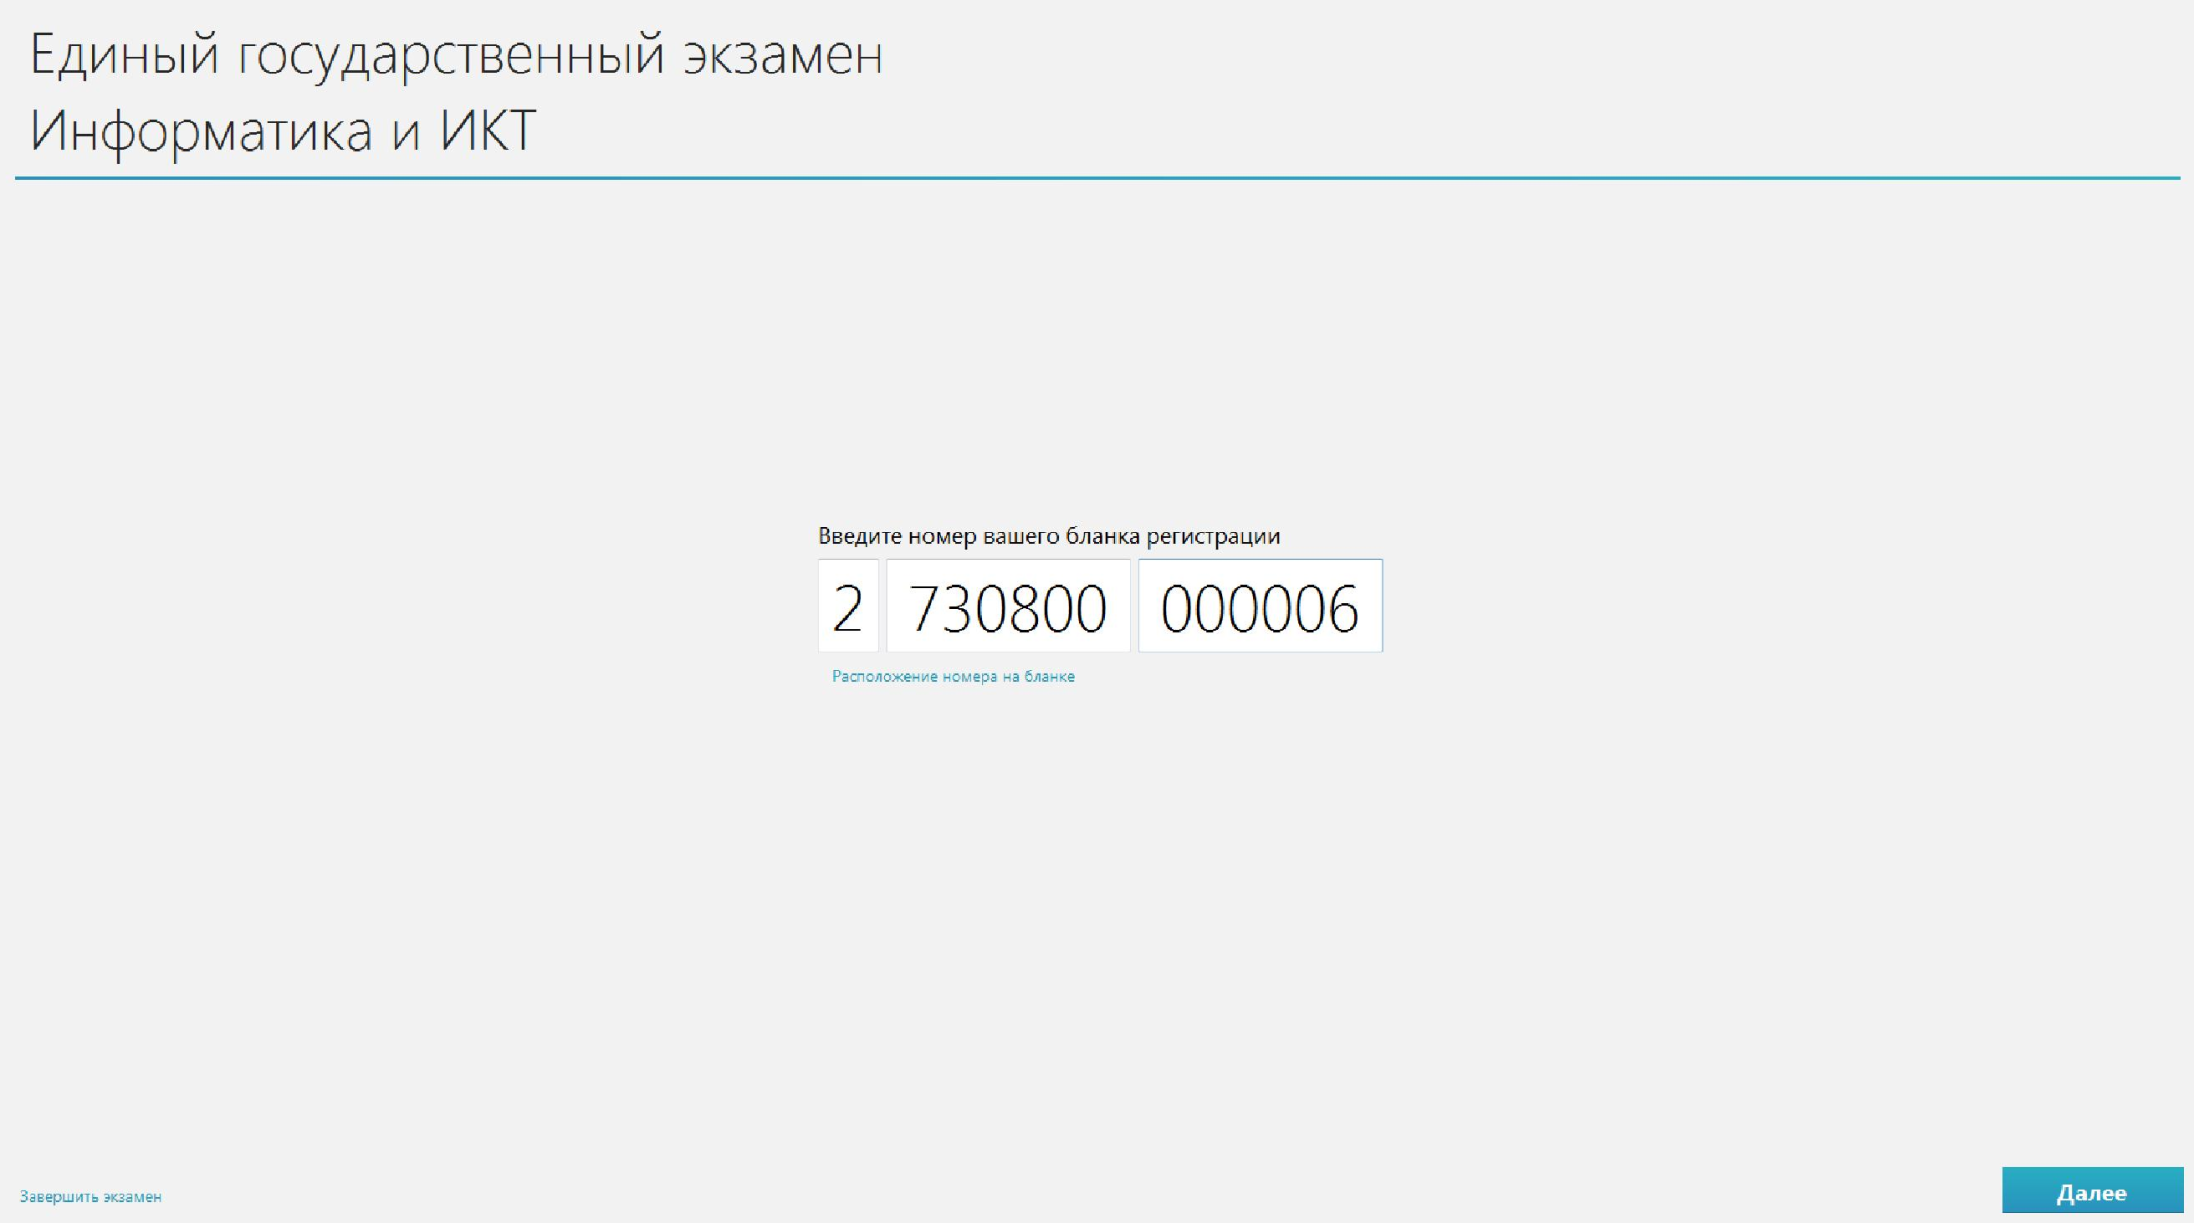 Единый государственный экзамен
Информатика и ИКТ
Введите номер вашего бланка регистрации
2 730800 000006
Расположение номера на бланке
Завершить экзамен
Далее